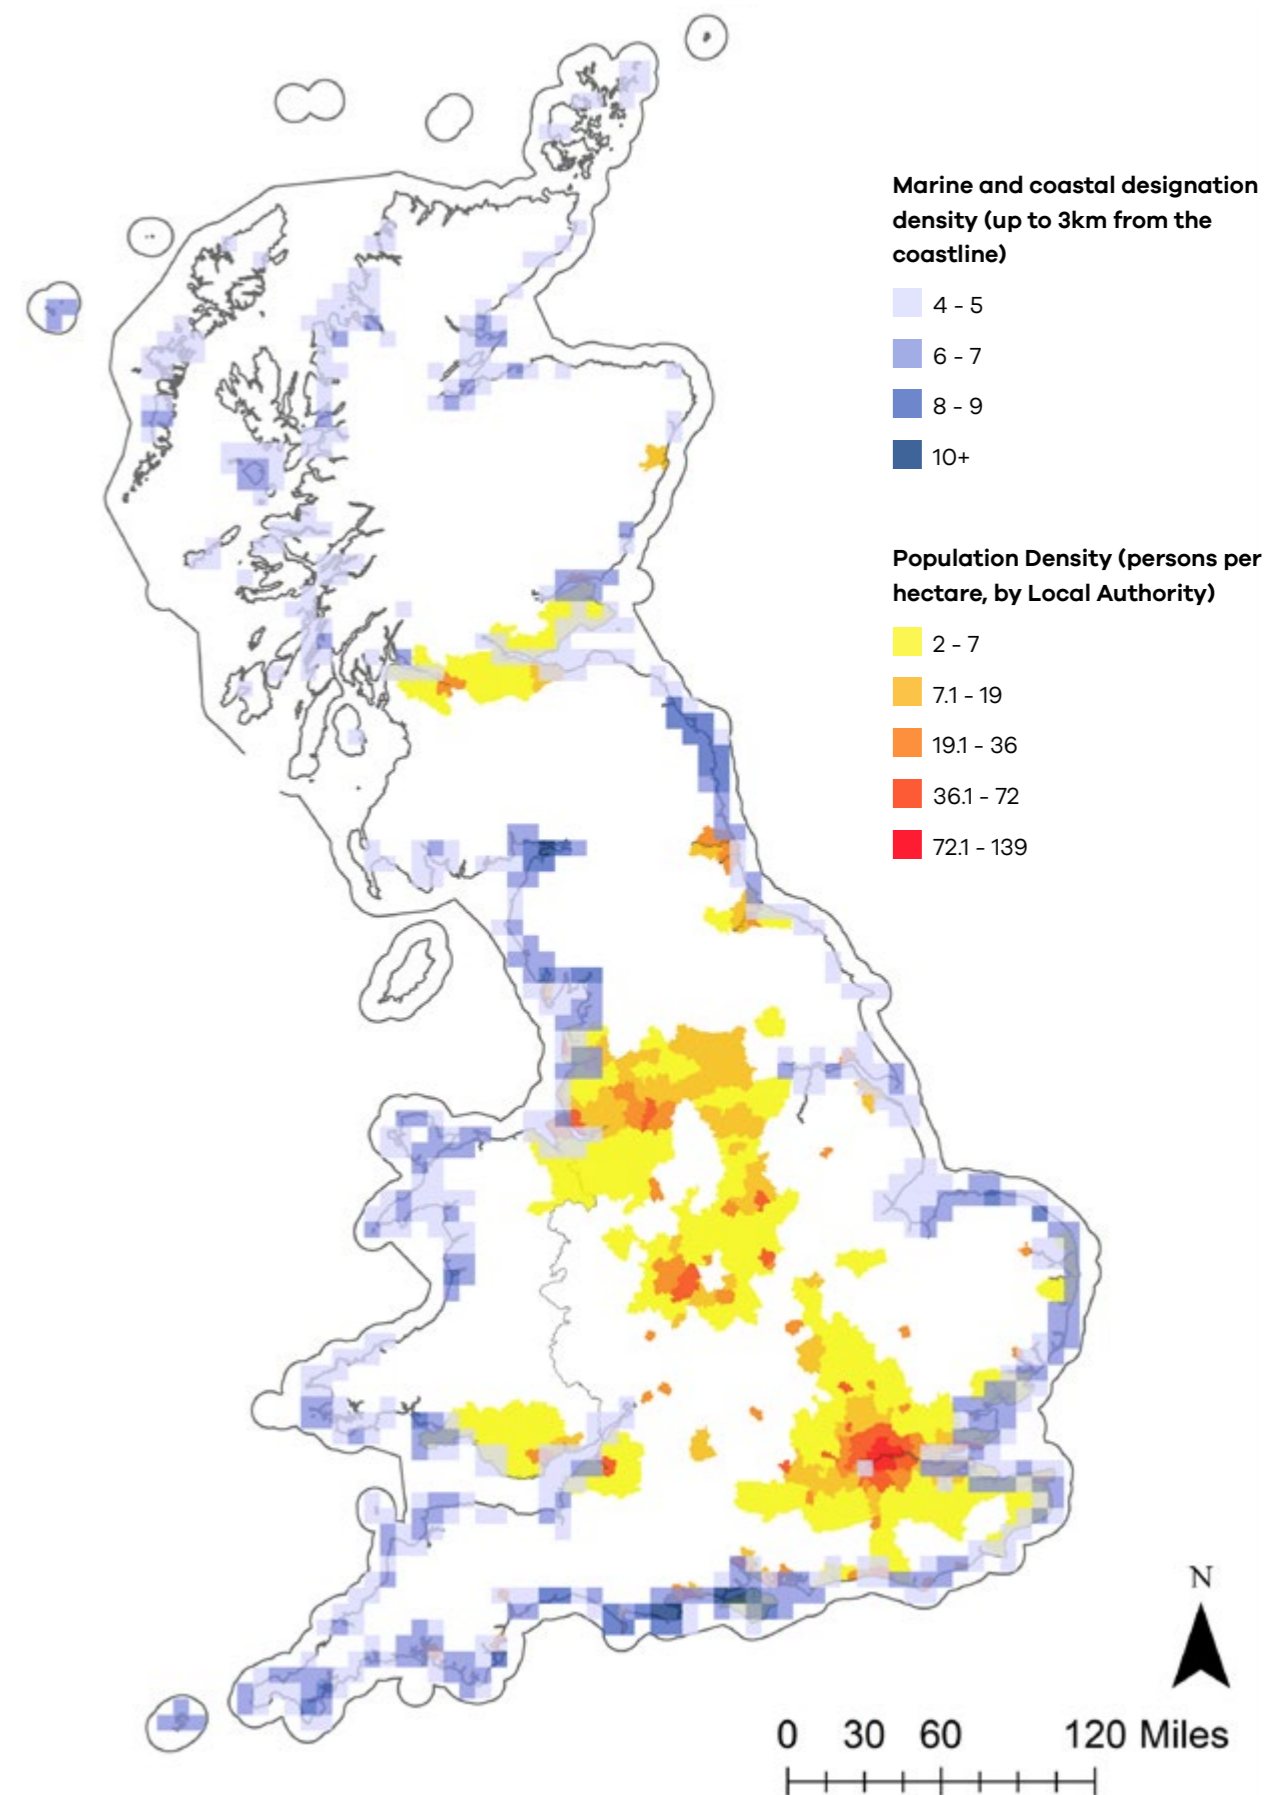 Marine and coastal designation
density (up to 3km from the
coastline)
4 - 5
6 - 7
8 - 9
10+
Population Density (persons per
hectare, by Local Authority)
2 - 7
7.1 - 19
19.1 - 36
36.1 - 72
72.1 - 139
N
0 30 60 120 Miles